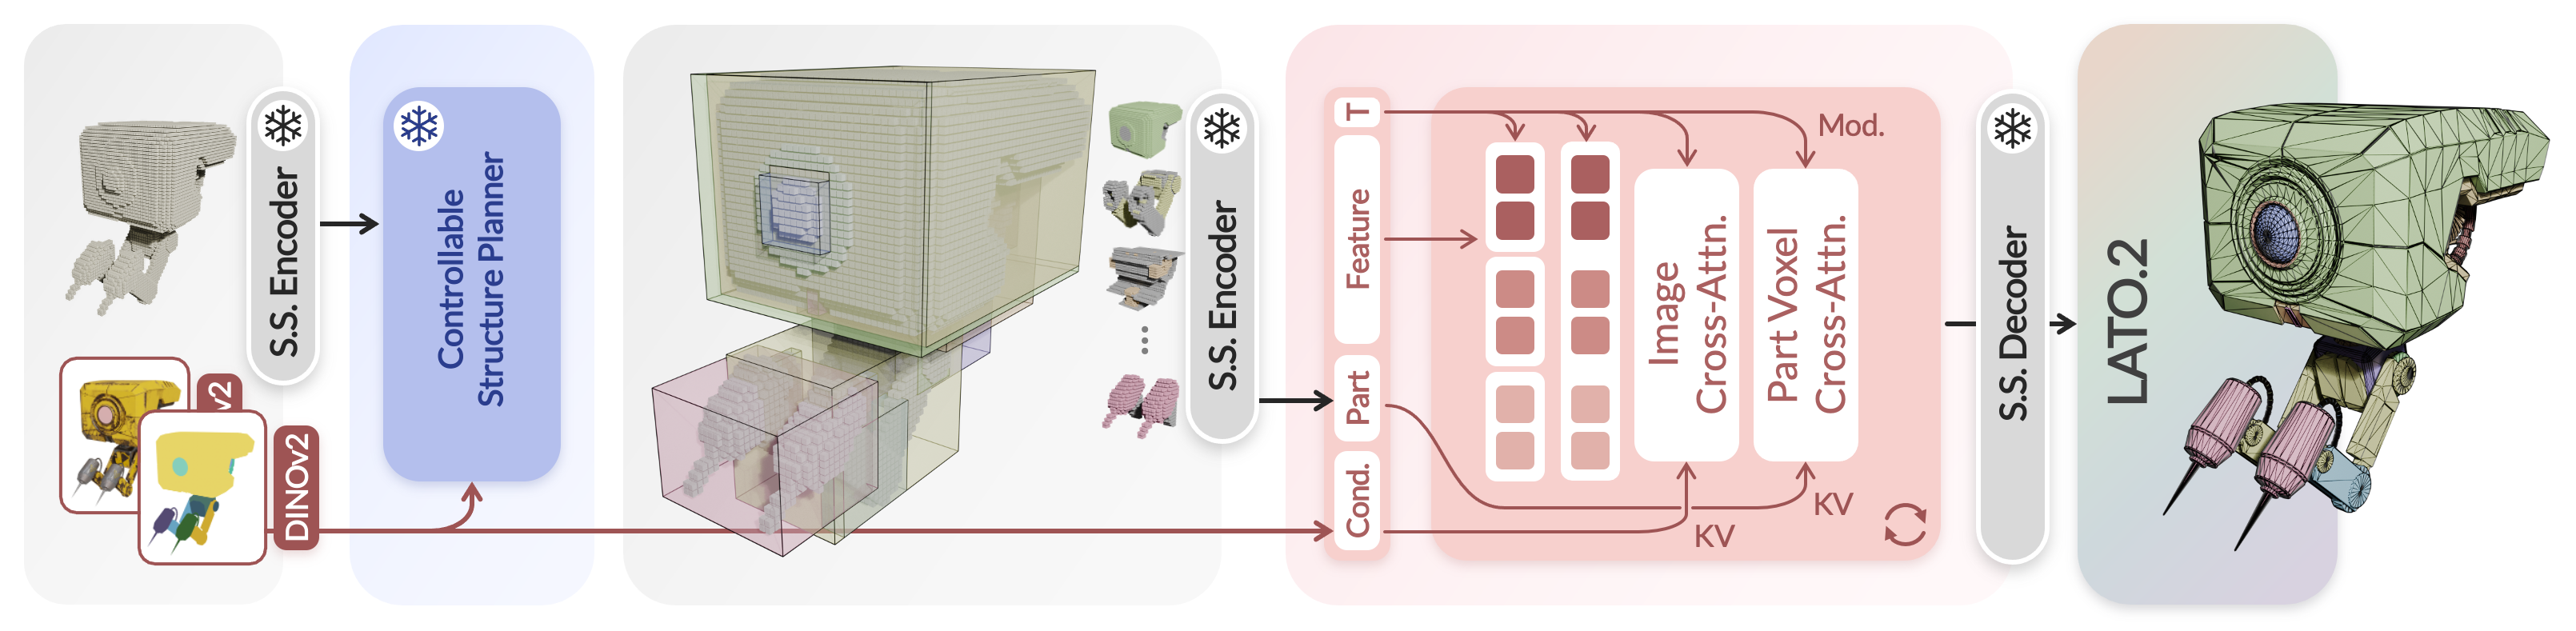 S.S. Encoder
v2
DINOv2
Controllable
Structure Planner
S.S. Encoder
T
Feature
Part
Cond.
Mod.
Image
Cross-Attn.
Part Voxel
Cross-Attn.
KV
KV
S.S. Decoder
LATO.2